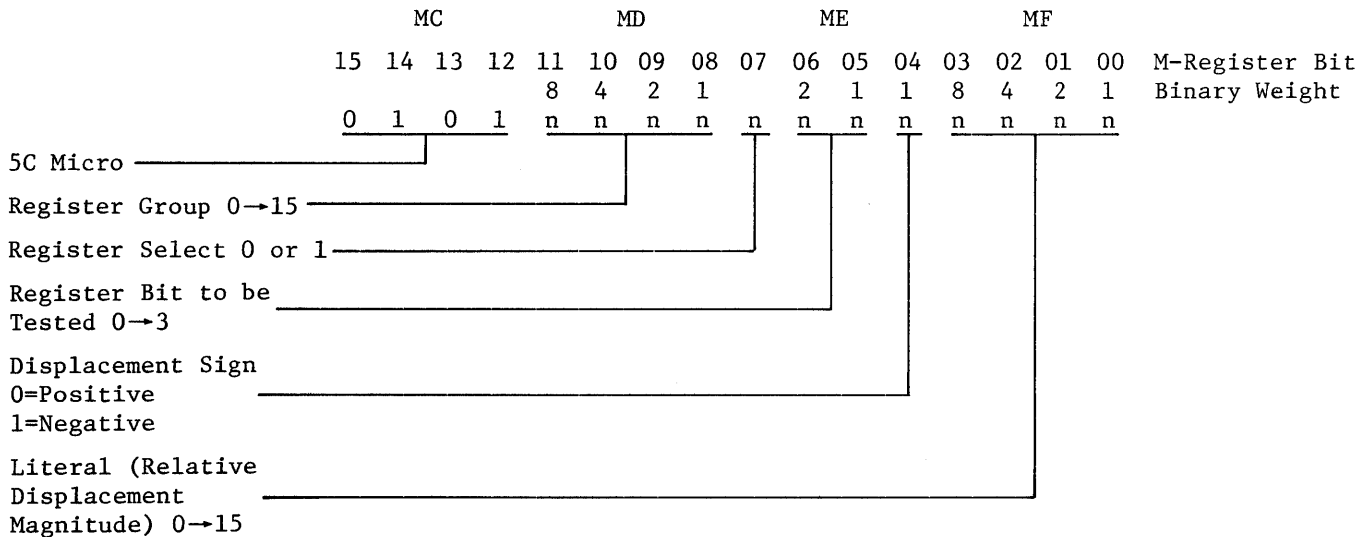 MC MD ME MF
15 14 13 12 11 10 09 08 07 06 05 04 03 02 01 00 M-Register Bit
8 4 2 1 2 1 1 8 4 2 1 Binary Weight
0 1 0 1 n n n n n n n n n n n n
5C Micro
Register Group 0→15
Register Select 0 or 1
Register Bit to be
Tested 0→3
Displacement Sign
0=Positive
1=Negative
Literal (Relative
Displacement
Magnitude) 0→15